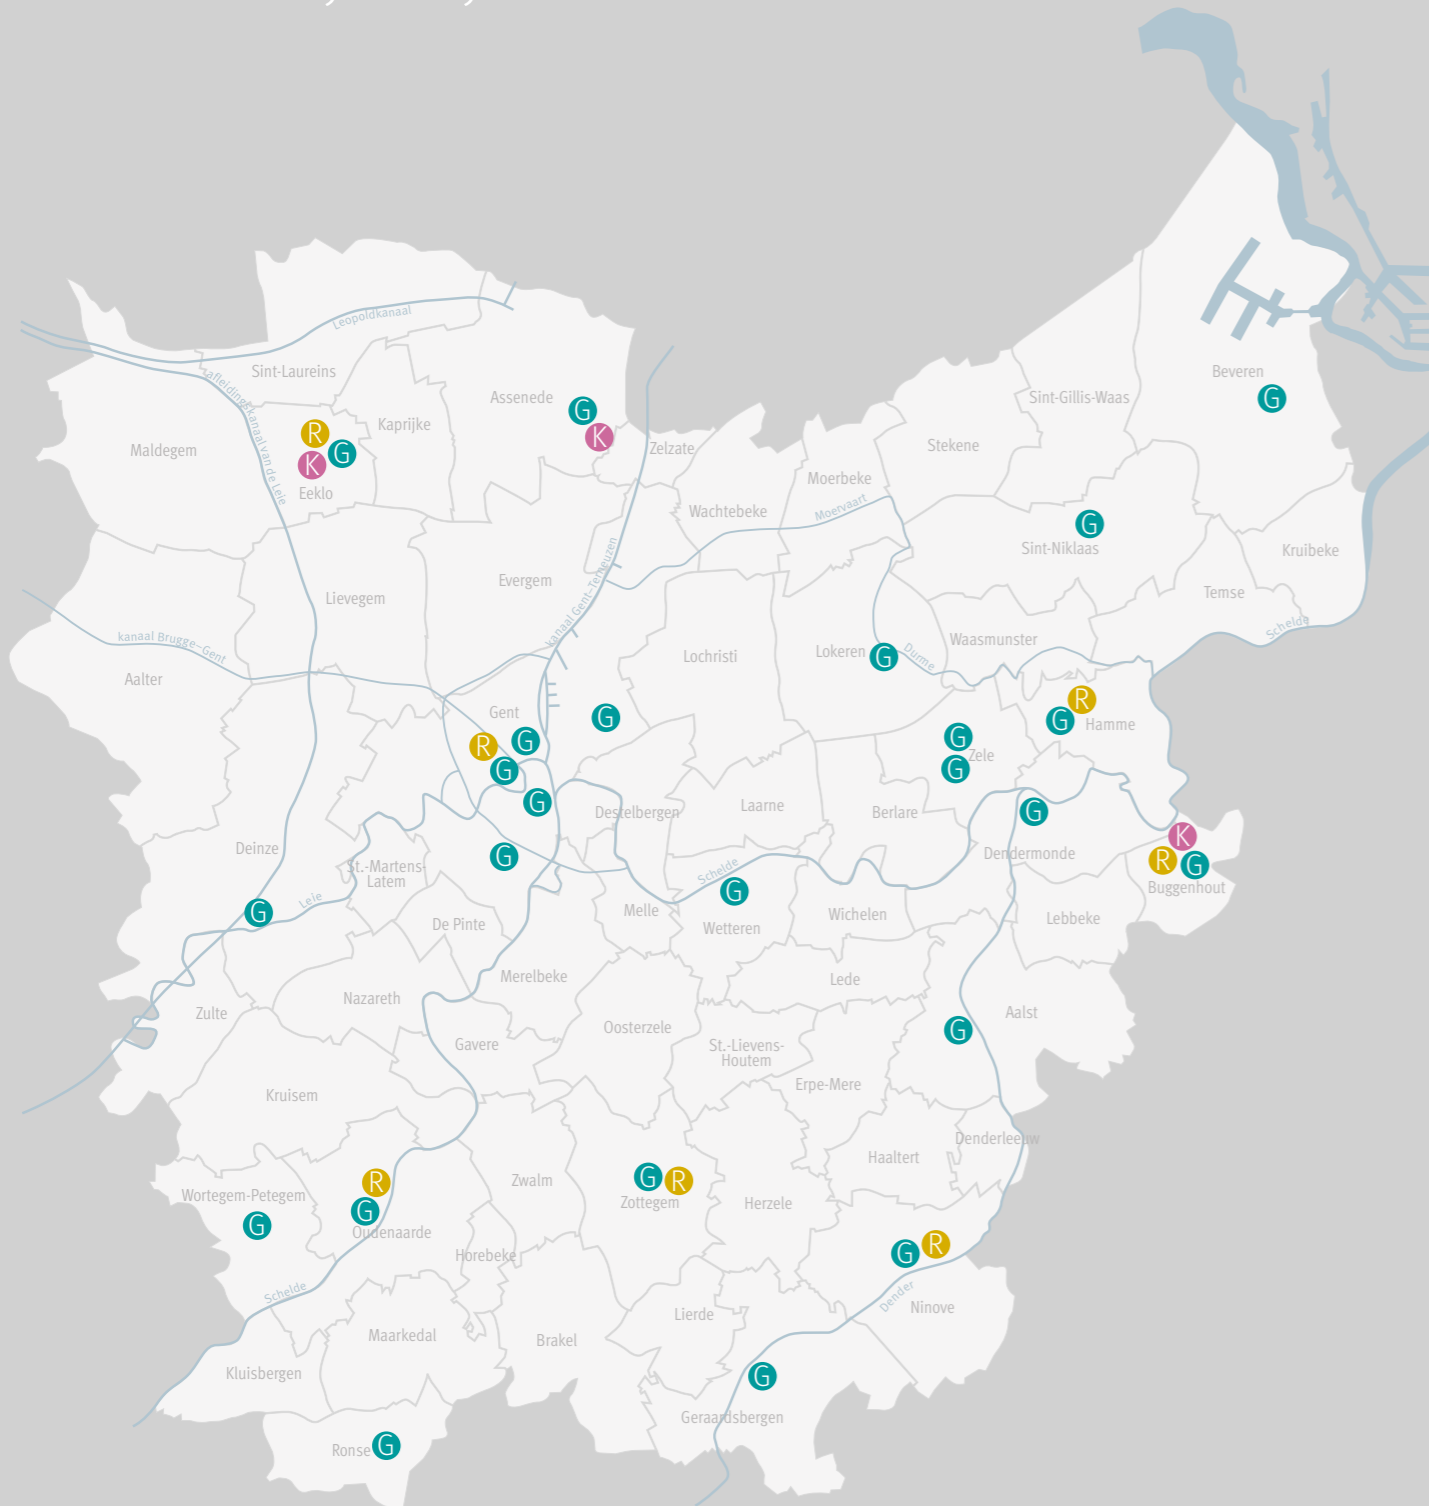 Leopoldkanaal
Sint-Laureins
afleidingskanaal van de Leie
Beveren
G
Assenede
G
K
Sint-Gillis-Waas
Kaprijke
R
G
K
Eeklo
Maldegem
Zelzate
Stekene
Moerbeke
Moervaart
Wachtebeke
G
Sint-Niklaas
Kruibeke
Evergem
kanaal Gent-Terneuzen
Lievegem
Temse
Schelde
kanaal Brugge-Gent
Waasmunster
Lokeren
G
Durme
Lochristi
Aalter
R
G
Hamme
Gent
G
R
G
G
G
G
G
Zele
G
Laarne
Destelbergen
Berlare
G
Dendermonde
K
R
G
Buggenhout
Deinze
St.-Martens-
Latem
G
Schelde
G
Wetteren
Leie
G
Melle
Wichelen
Lebbeke
De Pinte
Merelbeke
Lede
Nazareth
Zulte
Aalst
G
Oosterzele
Gavere
St.-Lievens-
Houtem
Erpe-Mere
Kruisem
Denderleeuw
Haaltert
Zwalm
G
R
Zottegem
Herzele
R
G
Oudenaarde
Wortegem-Petegem
G
Horebeke
G
R
Dender
Ninove
Schelde
Lierde
Maarkedal
Brakel
Kluisbergen
G
Geraardsbergen
Ronse
G